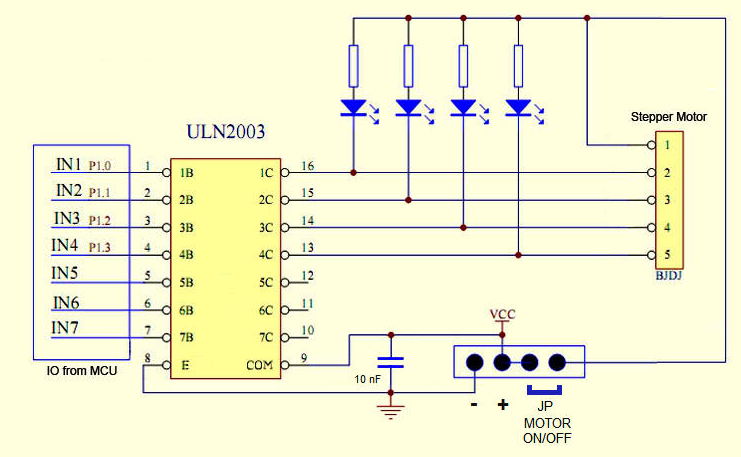 ULN2003
Stepper Motor
IN1 P1.0 1 1B 1C 16 1
IN2 P1.1 2 2B 2C 15 2
IN3 P1.2 3 3B 3C 14 3
IN4 P1.3 4 4B 4C 13 5
IN5 5 5B 5C 12 BJDJ
IN6 6 6B 6C 11
IN7 7 7B 7C 10 VCC
8 E COM 9
IO from MCU
10 nF
- + JP
MOTOR
ON/OFF
4